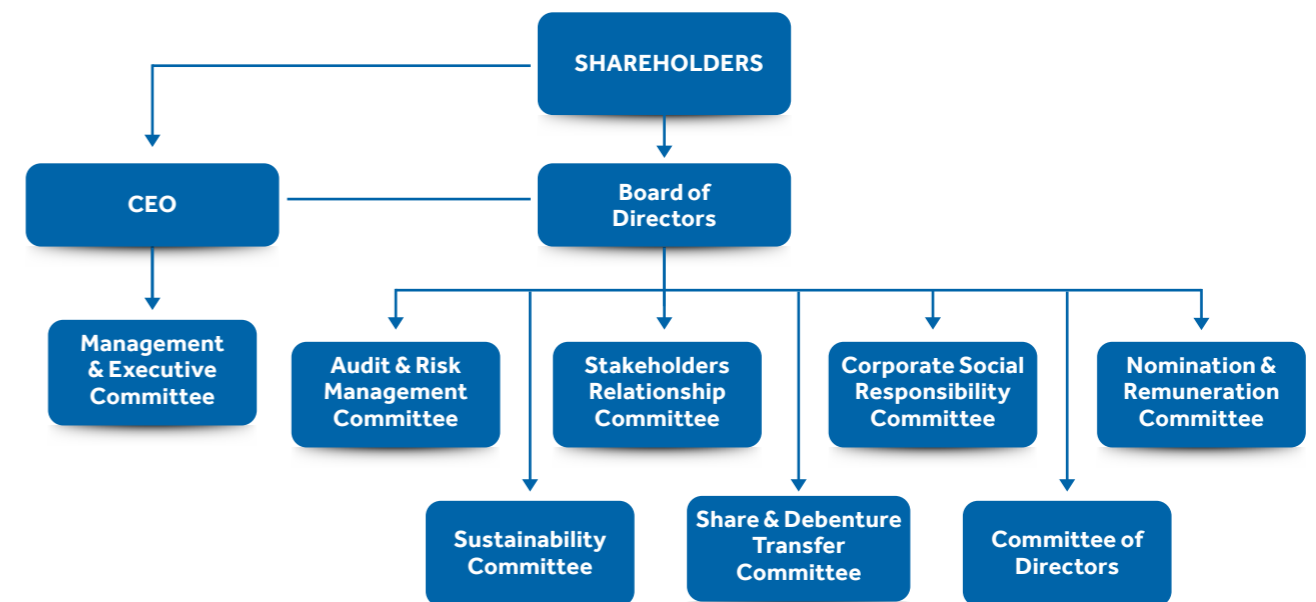 SHAREHOLDERS
CEO
Board of
Directors
Management
& Executive
Committee
Audit & Risk
Management
Committee
Stakeholders
Relationship
Committee
Corporate Social
Responsibility
Committee
Nomination &
Remuneration
Committee
Sustainability
Committee
Share & Debenture
Transfer
Committee
Committee of
Directors